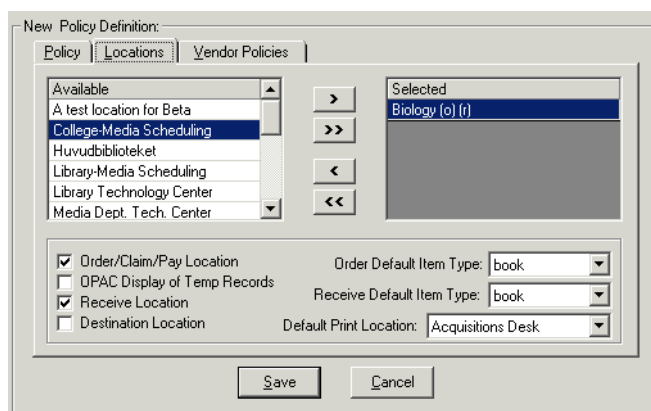 New Policy Definition:
Policy Locations Vendor Policies
Available
A test location for Beta
College-Media Scheduling
Huvudbiblioteket
Library-Media Scheduling
Library Technology Center
Media Dept. Tech. Center
>
>>
<
<<
Selected
Biology (o) (r)
Order/Claim/Pay Location
OPAC Display of Temp Records
Receive Location
Destination Location
Order Default Item Type: book
Receive Default Item Type: book
Default Print Location: Acquisitions Desk
Save Cancel